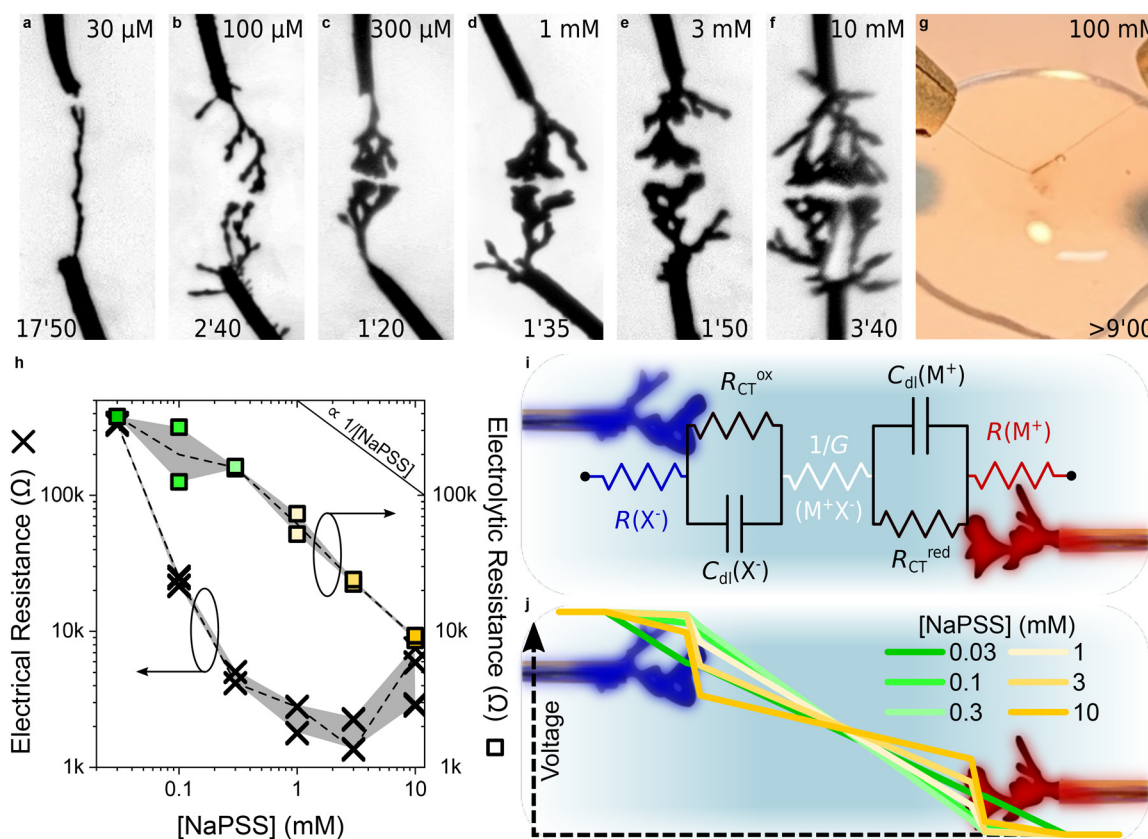 a 30 µM
b 100 µM
c 300 µM
d 1 mM
e 3 mM
f 10 mM
g 100 mM
17'50
2'40
1'20
1'35
1'50
3'40
>9'00
h
Electrical Resistance (Ω)
100k
10k
1k
0.1
1
10
[NaPSS] (mM)
∝ 1/[NaPSS]
100k
10k
1k
Electrolytic Resistance (Ω)
i
R_CT^ox
C_dl(M⁺)
R(X⁻)
1/G
(M⁺X⁻)
R(M⁺)
C_dl(X⁻)
R_CT^red
j
Voltage
[NaPSS] (mM)
0.03 1
0.1 3
0.3 10